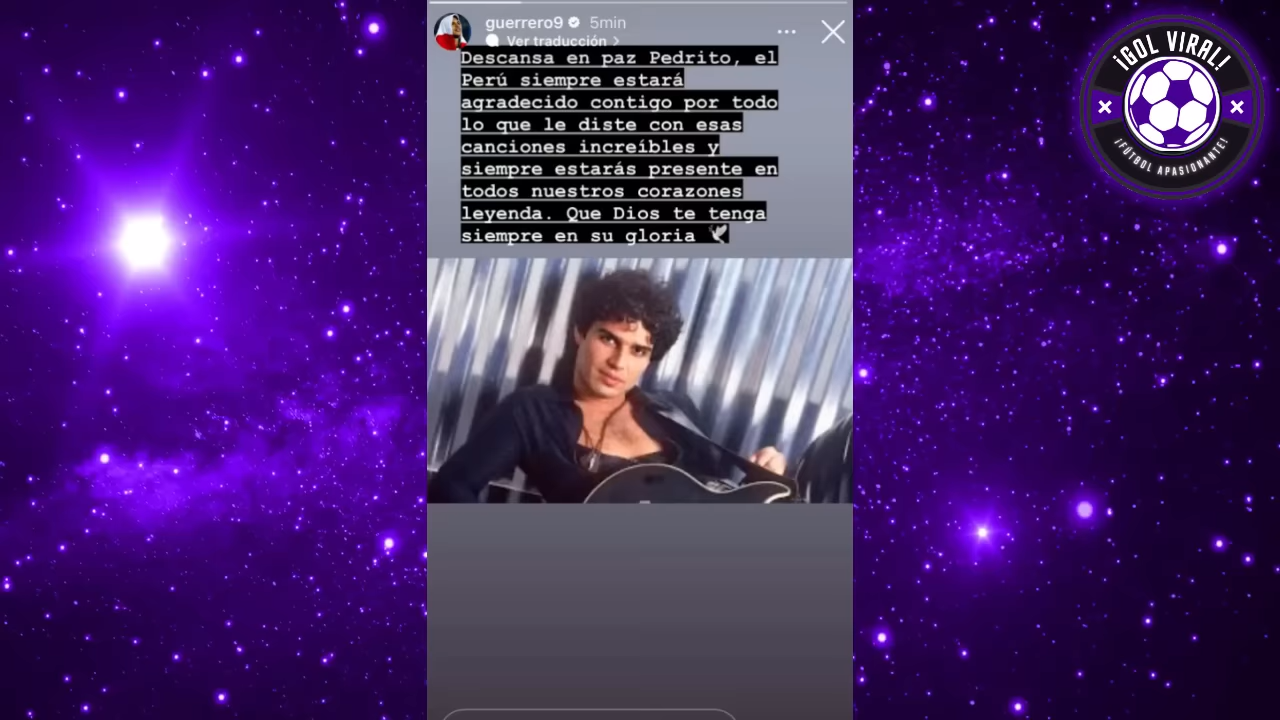 guerrero9 5min
Ver traducción
Descansa en paz Pedrito, el
Perú siempre estará
agradecido contigo por todo
lo que le diste con esas
canciones increíbles y
siempre estarás presente en
todos nuestros corazones
leyenda. Que Dios te tenga
siempre en su gloria 🕊
¡GOL VIRAL!
¡FÚTBOL APASIONANTE!